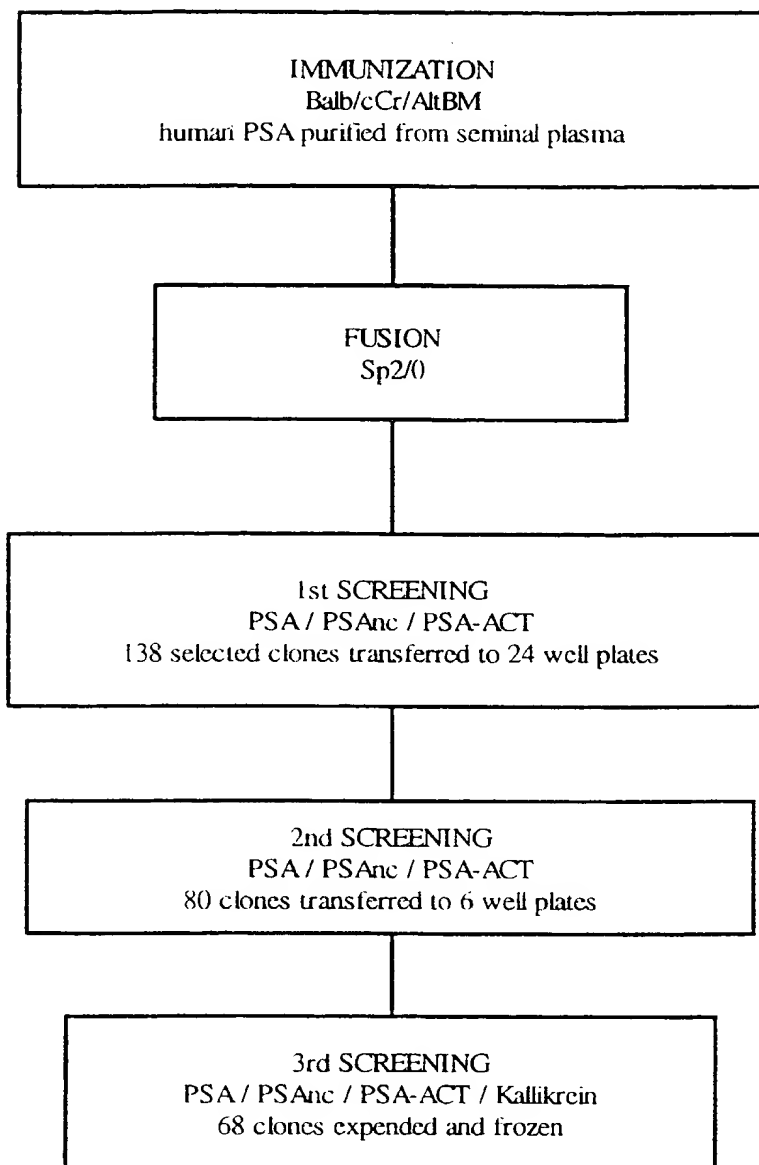 IMMUNIZATION
Balb/cCr/AltBM
human PSA purified from seminal plasma
FUSION
Sp2/0
1st SCREENING
PSA / PSAnc / PSA-ACT
138 selected clones transferred to 24 well plates
2nd SCREENING
PSA / PSAnc / PSA-ACT
80 clones transferred to 6 well plates
3rd SCREENING
PSA / PSAnc / PSA-ACT / Kallikrein
68 clones expended and frozen